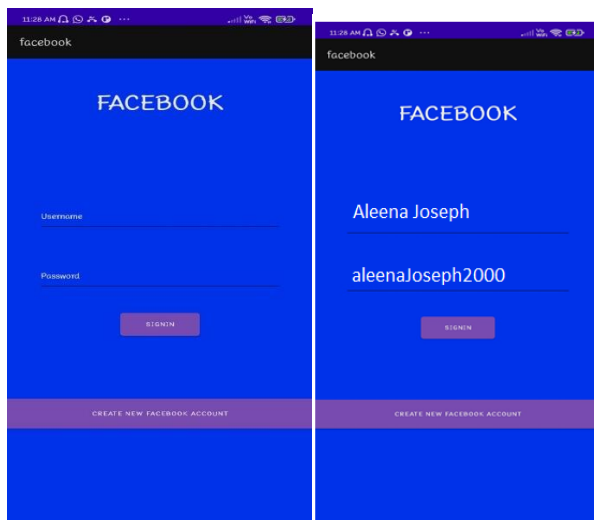 11:28 AM
facebook
FACEBOOK
Username
Password
SIGNIN
CREATE NEW FACEBOOK ACCOUNT
11:28 AM
facebook
FACEBOOK
Aleena Joseph
aleenaJoseph2000
SIGNIN
CREATE NEW FACEBOOK ACCOUNT